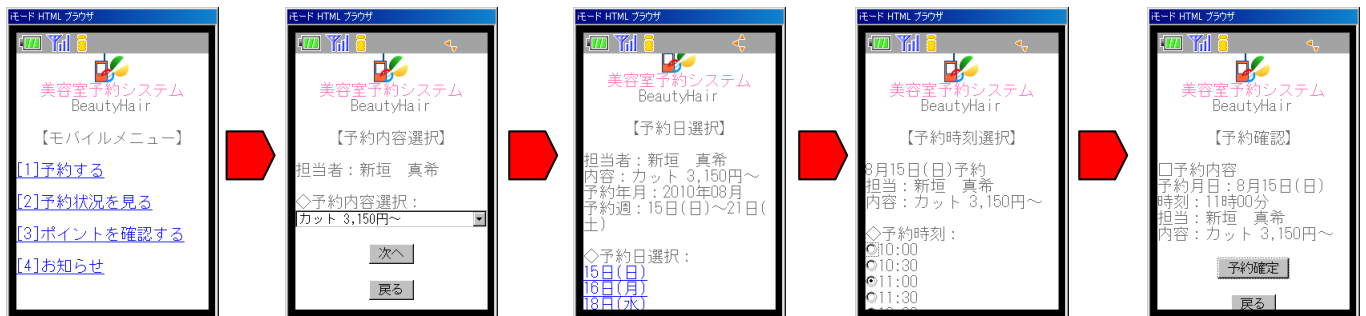 iモード HTML ブラウザ
美容室予約システム
BeautyHair
【モバイルメニュー】
[1]予約する
[2]予約状況を見る
[3]ポイントを確認する
[4]お知らせ
iモード HTML ブラウザ
美容室予約システム
BeautyHair
【予約内容選択】
担当者：新垣　真希
◇予約内容選択：
カット 3,150円～
次へ
戻る
iモード HTML ブラウザ
美容室予約システム
BeautyHair
【予約日選択】
担当者：新垣　真希
内容：カット 3,150円～
予約年月：2010年08月
予約週：15日(日)～21日(
土)
◇予約日選択：
15日(日)
16日(月)
18日(水)
iモード HTML ブラウザ
美容室予約システム
BeautyHair
【予約時刻選択】
8月15日(日)予約
担当：新垣　真希
内容：カット 3,150円～
◇予約時刻：
10:00
10:30
11:00
11:30
iモード HTML ブラウザ
美容室予約システム
BeautyHair
【予約確認】
□予約内容
予約月日：8月15日(日)
時刻：11時00分
担当：新垣　真希
内容：カット 3,150円～
予約確定
戻る